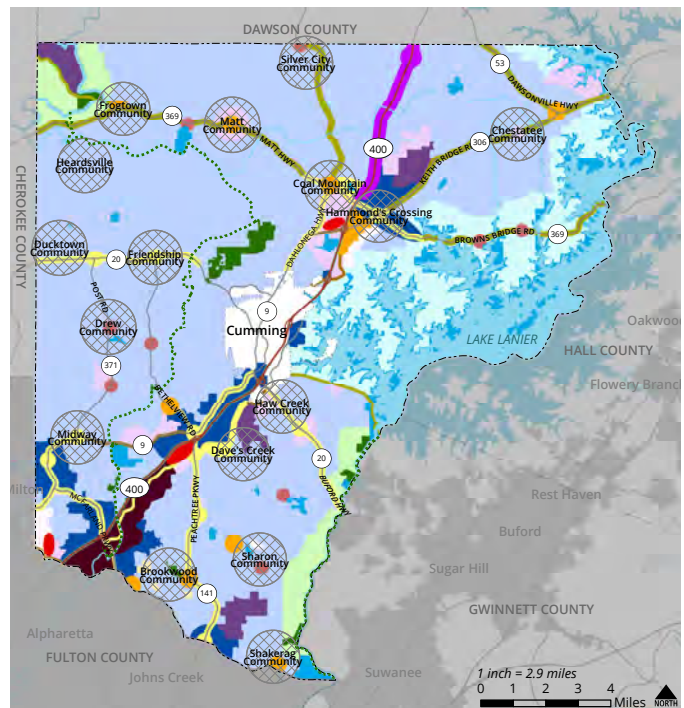 DAWSON COUNTY
Silver City
Community
53
DAWSONVILLE HWY
Frogtown
Community
369
Matt
Community
MATT HWY
400
306
Chestatee
Community
KEITH BRIDGE RD
Heardsville
Community
CHEROKEE COUNTY
Coal Mountain
Community
Hammond's Crossing
Community
DAHLONEGA HWY
BROWNS BRIDGE RD
369
Ducktown
Community
20
Friendship
Community
POST RD
9
Cumming
Drew
Community
371
LAKE LANIER
Oakwood
HALL COUNTY
Flowery Branch
BETHELVIEW RD
Haw Creek
Community
Midway
Community
9
Dave's Creek
Community
20
BUFORD HWY
400
Milton
PEACHTREE PKWY
Rest Haven
Buford
Sharon
Community
Brookwood
Community
Sugar Hill
141
GWINNETT COUNTY
Alpharetta
FULTON COUNTY
Johns Creek
Shakerag
Community
Suwanee
1 inch = 2.9 miles
0 1 2 3 4
Miles
NORTH